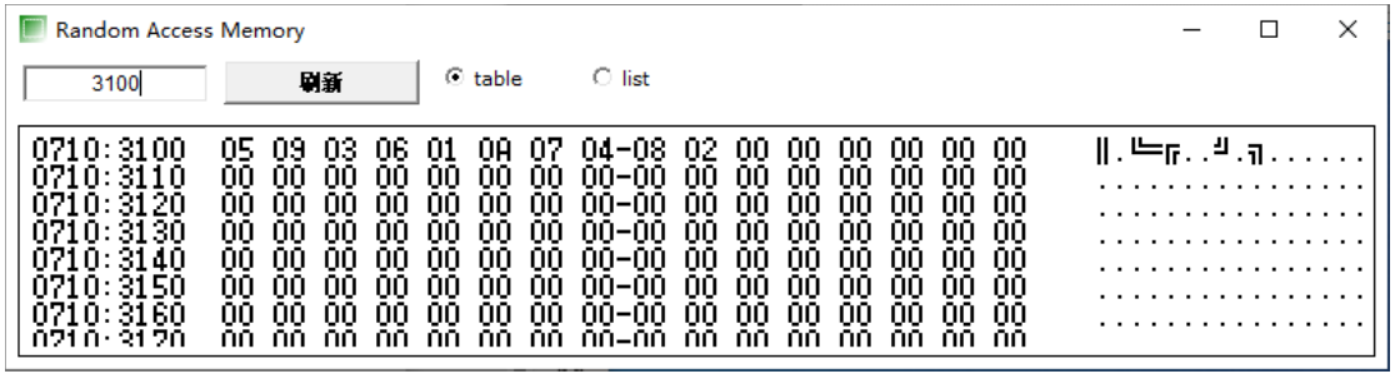 Random Access Memory
3100 刷新 table list
0710:3100 05 09 03 06 01 0A 07 04-08 02 00 00 00 00 00 00 ‖.╚╔..╝.╗......
0710:3110 00 00 00 00 00 00 00 00-00 00 00 00 00 00 00 00 ................
0710:3120 00 00 00 00 00 00 00 00-00 00 00 00 00 00 00 00 ................
0710:3130 00 00 00 00 00 00 00 00-00 00 00 00 00 00 00 00 ................
0710:3140 00 00 00 00 00 00 00 00-00 00 00 00 00 00 00 00 ................
0710:3150 00 00 00 00 00 00 00 00-00 00 00 00 00 00 00 00 ................
0710:3160 00 00 00 00 00 00 00 00-00 00 00 00 00 00 00 00 ................
0710:3170 00 00 00 00 00 00 00 00-00 00 00 00 00 00 00 00